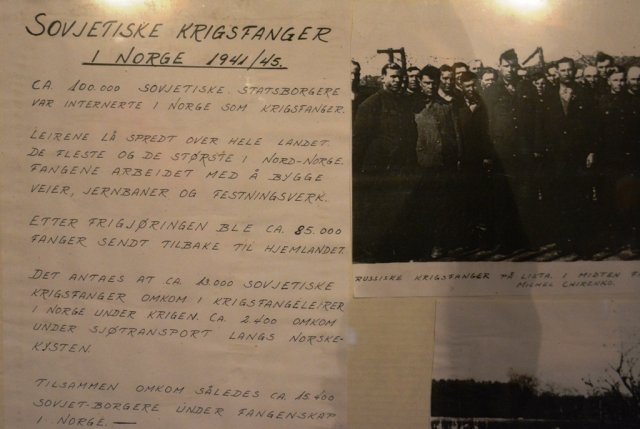 SOVJETISKE KRIGSFANGER
I NORGE 1941/45.
CA. 100.000 SOVJETISKE STATSBORGERE
VAR INTERNERTE I NORGE SOM KRIGSFANGER.
LEIRENE LÅ SPREDT OVER HELE LANDET.
DE FLESTE OG DE STØRSTE I NORD-NORGE.
FANGENE ARBEIDET MED Å BYGGE
VEIER, JERNBANER OG FESTNINGSVERK.
ETTER FRIGJØRINGEN BLE CA. 85.000
FANGER SENDT TILBAKE TIL HJEMLANDET.
DET ANTAES AT CA. 13.000 SOVJETISKE
KRIGSFANGER OMKOM I KRIGSFANGELEIRER
I NORGE UNDER KRIGEN. CA. 2.400 OMKOM
UNDER SJØTRANSPORT LANGS NORSKE-
KYSTEN.
TILSAMMEN OMKOM SÅLEDES CA. 15.400
SOVJET-BORGERE UNDER FANGENSKAP
I NORGE. —
RUSSISKE KRIGSFANGER PÅ LISTA. I MIDTEN
MICHEL